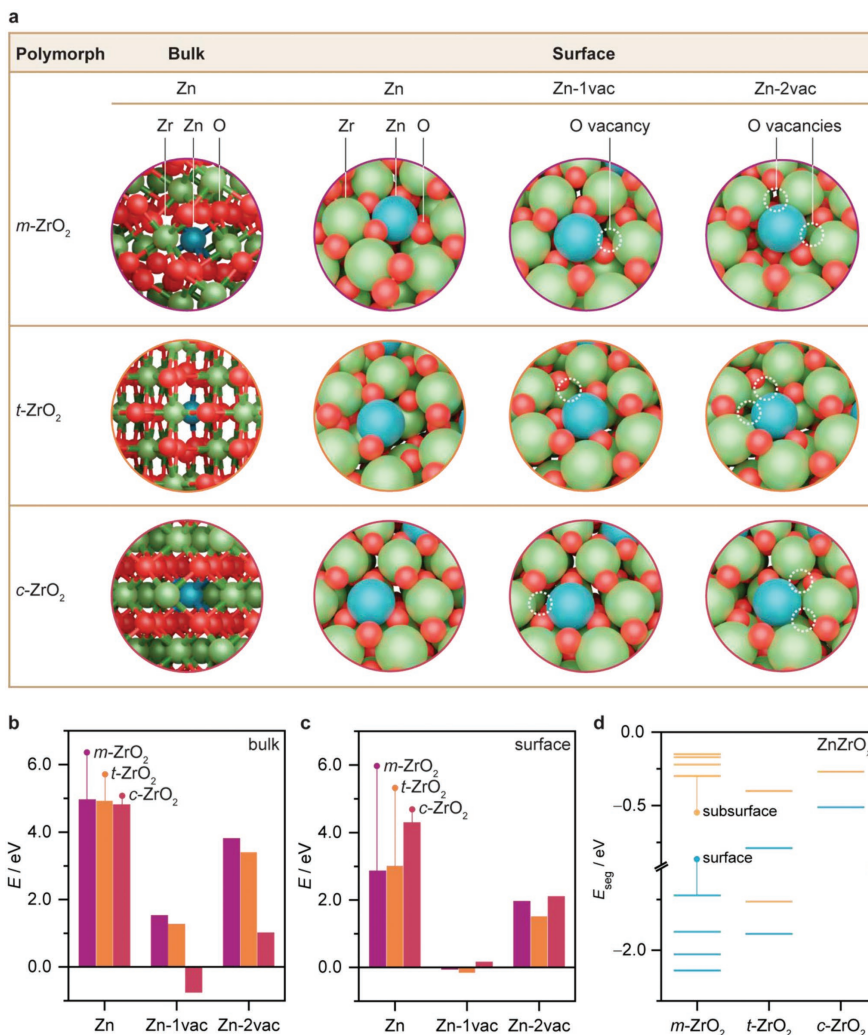 a
Polymorph Bulk Surface
Zn Zn Zn-1vac Zn-2vac
Zr Zn O Zr Zn O O vacancy O vacancies
m-ZrO₂
t-ZrO₂
c-ZrO₂
b
bulk
m-ZrO₂
t-ZrO₂
c-ZrO₂
E / eV
6.0
4.0
2.0
0.0
Zn Zn-1vac Zn-2vac
c
surface
m-ZrO₂
t-ZrO₂
c-ZrO₂
E / eV
6.0
4.0
2.0
0.0
Zn Zn-1vac Zn-2vac
d
ZnZrO
subsurface
surface
E_seg / eV
0.0
−0.5
−2.0
m-ZrO₂ t-ZrO₂ c-ZrO₂